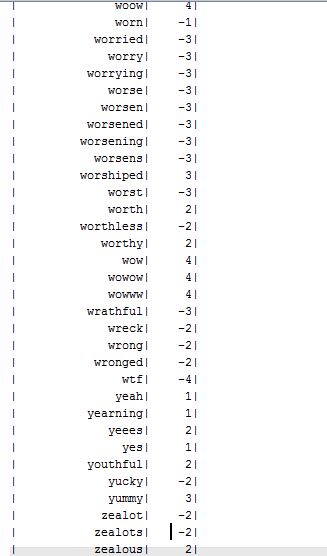 | woow| 4|
| worn| -1|
| worried| -3|
| worry| -3|
| worrying| -3|
| worse| -3|
| worsen| -3|
| worsened| -3|
| worsening| -3|
| worsens| -3|
| worshiped| 3|
| worst| -3|
| worth| 2|
| worthless| -2|
| worthy| 2|
| wow| 4|
| wowow| 4|
| wowww| 4|
| wrathful| -3|
| wreck| -2|
| wrong| -2|
| wronged| -2|
| wtf| -4|
| yeah| 1|
| yearning| 1|
| yeees| 2|
| yes| 1|
| youthful| 2|
| yucky| -2|
| yummy| 3|
| zealot| -2|
| zealots| -2|
| zealous| 2|